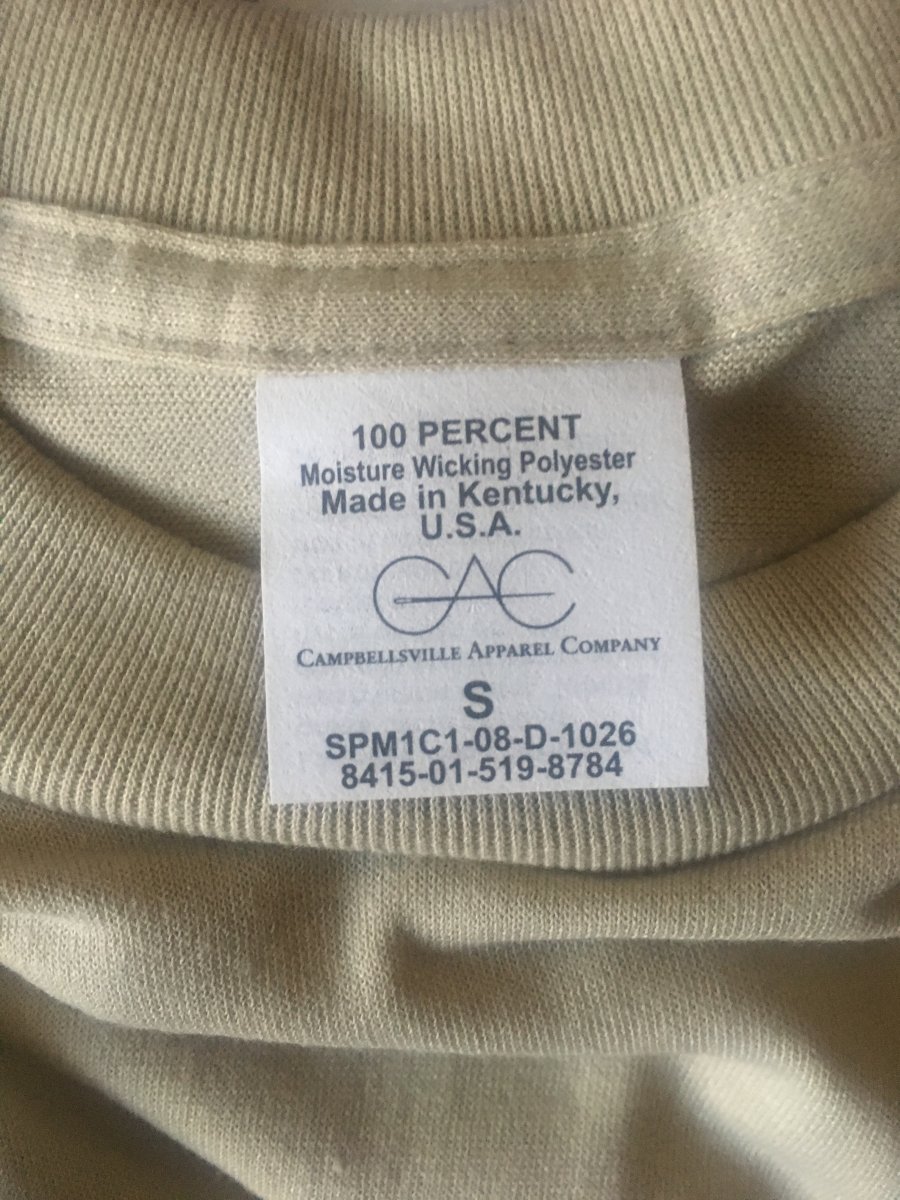 100 PERCENT
Moisture Wicking Polyester
Made in Kentucky,
U.S.A.
CAC
CAMPBELLSVILLE APPAREL COMPANY
S
SPM1C1-08-D-1026
8415-01-519-8784